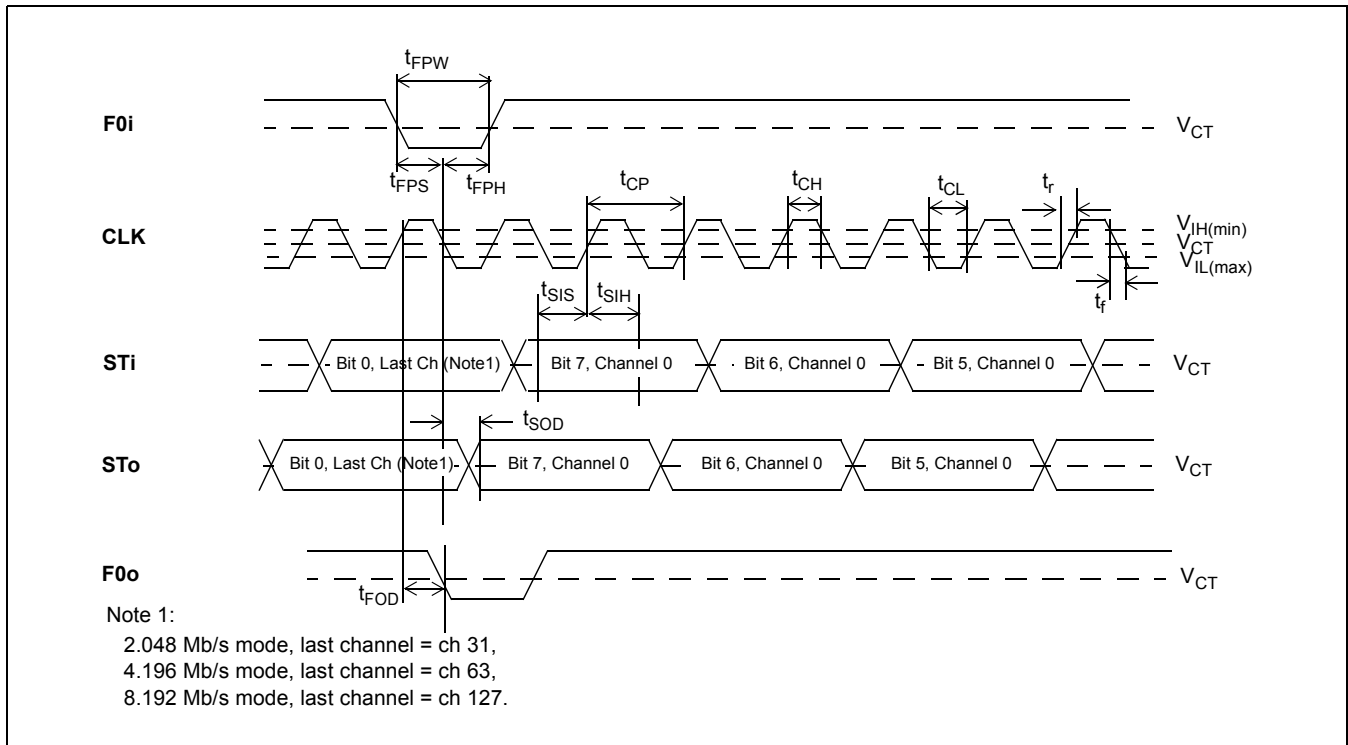 tFPW
F0i
VCT
tFPS
tFPH
tCP
tCH
tCL
tr
CLK
VIH(min)
VCT
VIL(max)
tSIS
tSIH
tf
STi
Bit 0, Last Ch (Note1)
Bit 7, Channel 0
Bit 6, Channel 0
Bit 5, Channel 0
VCT
tSOD
STo
Bit 0, Last Ch (Note1)
Bit 7, Channel 0
Bit 6, Channel 0
Bit 5, Channel 0
VCT
F0o
VCT
tFOD
Note 1:
2.048 Mb/s mode, last channel = ch 31,
4.196 Mb/s mode, last channel = ch 63,
8.192 Mb/s mode, last channel = ch 127.